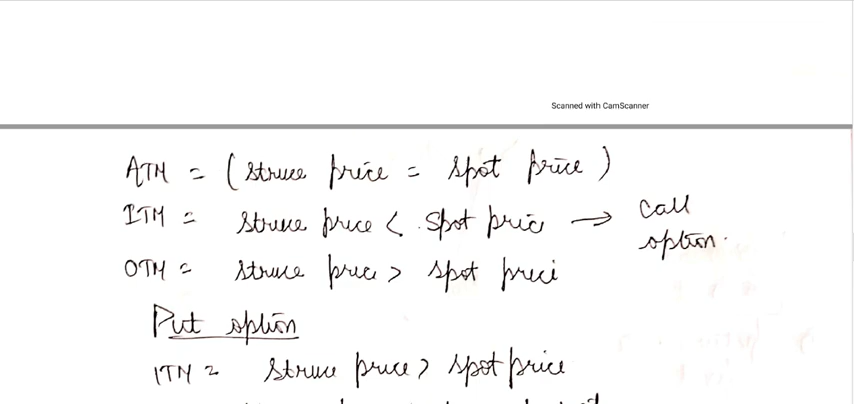 Scanned with CamScanner
ATM = (Strike price = Spot price)
ITM = Strike price < Spot price → Call option.
OTM = Strike price > Spot price
Put option
ITM = Strike price > Spot price